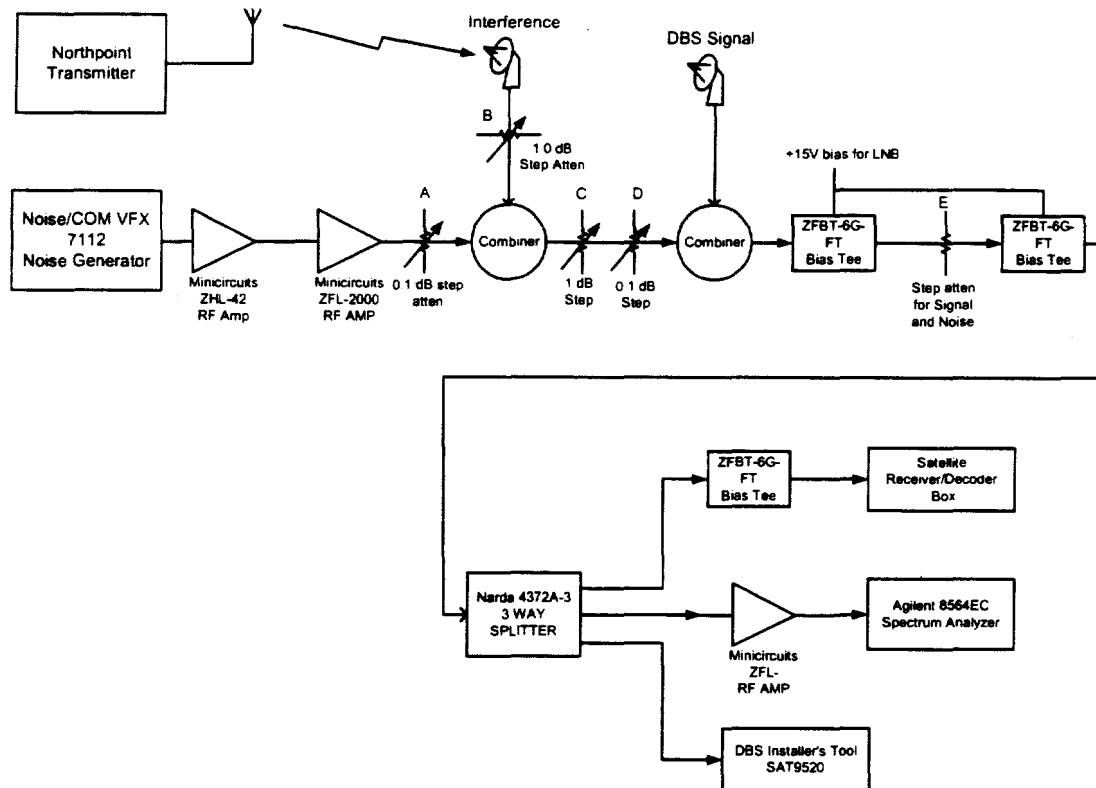 Interference
DBS Signal
Northpoint
Transmitter
B
1 0 dB
Step Atten
+15V bias for LNB
Noise/COM VFX
7112
Noise Generator
A
Combiner
C
D
Combiner
ZFBT-6G-
FT
Bias Tee
E
ZFBT-6G-
FT
Bias Tee
Minicircuits
ZHL-42
RF Amp
Minicircuits
ZFL-2000
RF AMP
0 1 dB step
atten
1 dB
Step
0 1 dB
Step
Step atten
for Signal
and Noise
ZFBT-6G-
FT
Bias Tee
Satellite
Receiver/Decoder
Box
Narda 4372A-3
3 WAY
SPLITTER
Agilent 8564EC
Spectrum Analyzer
Minicircuits
ZFL-
RF AMP
DBS Installer's Tool
SAT9520